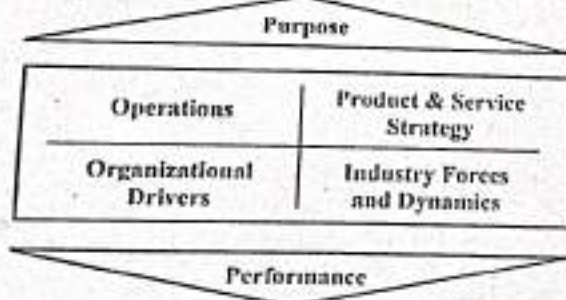 Purpose
Operations
Product & Service
Strategy
Organizational
Drivers
Industry Forces
and Dynamics
Performance